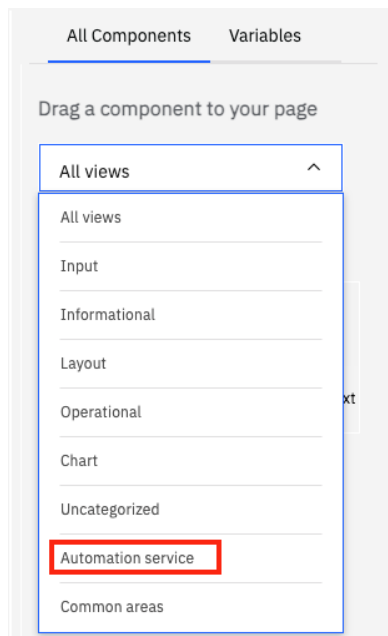 All Components Variables
Drag a component to your page
All views
All views
Input
Informational
Layout
xt
Operational
Chart
Uncategorized
Automation service
Common areas